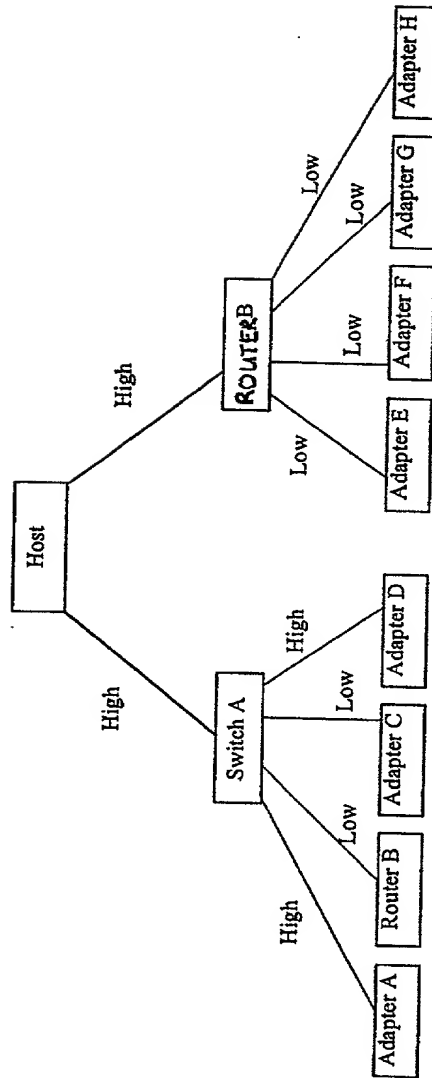 Host
High
High
Switch A
ROUTER B
High
Low
Low
High
Low
Low
Low
Low
Adapter A
Router B
Adapter C
Adapter D
Adapter E
Adapter F
Adapter G
Adapter H